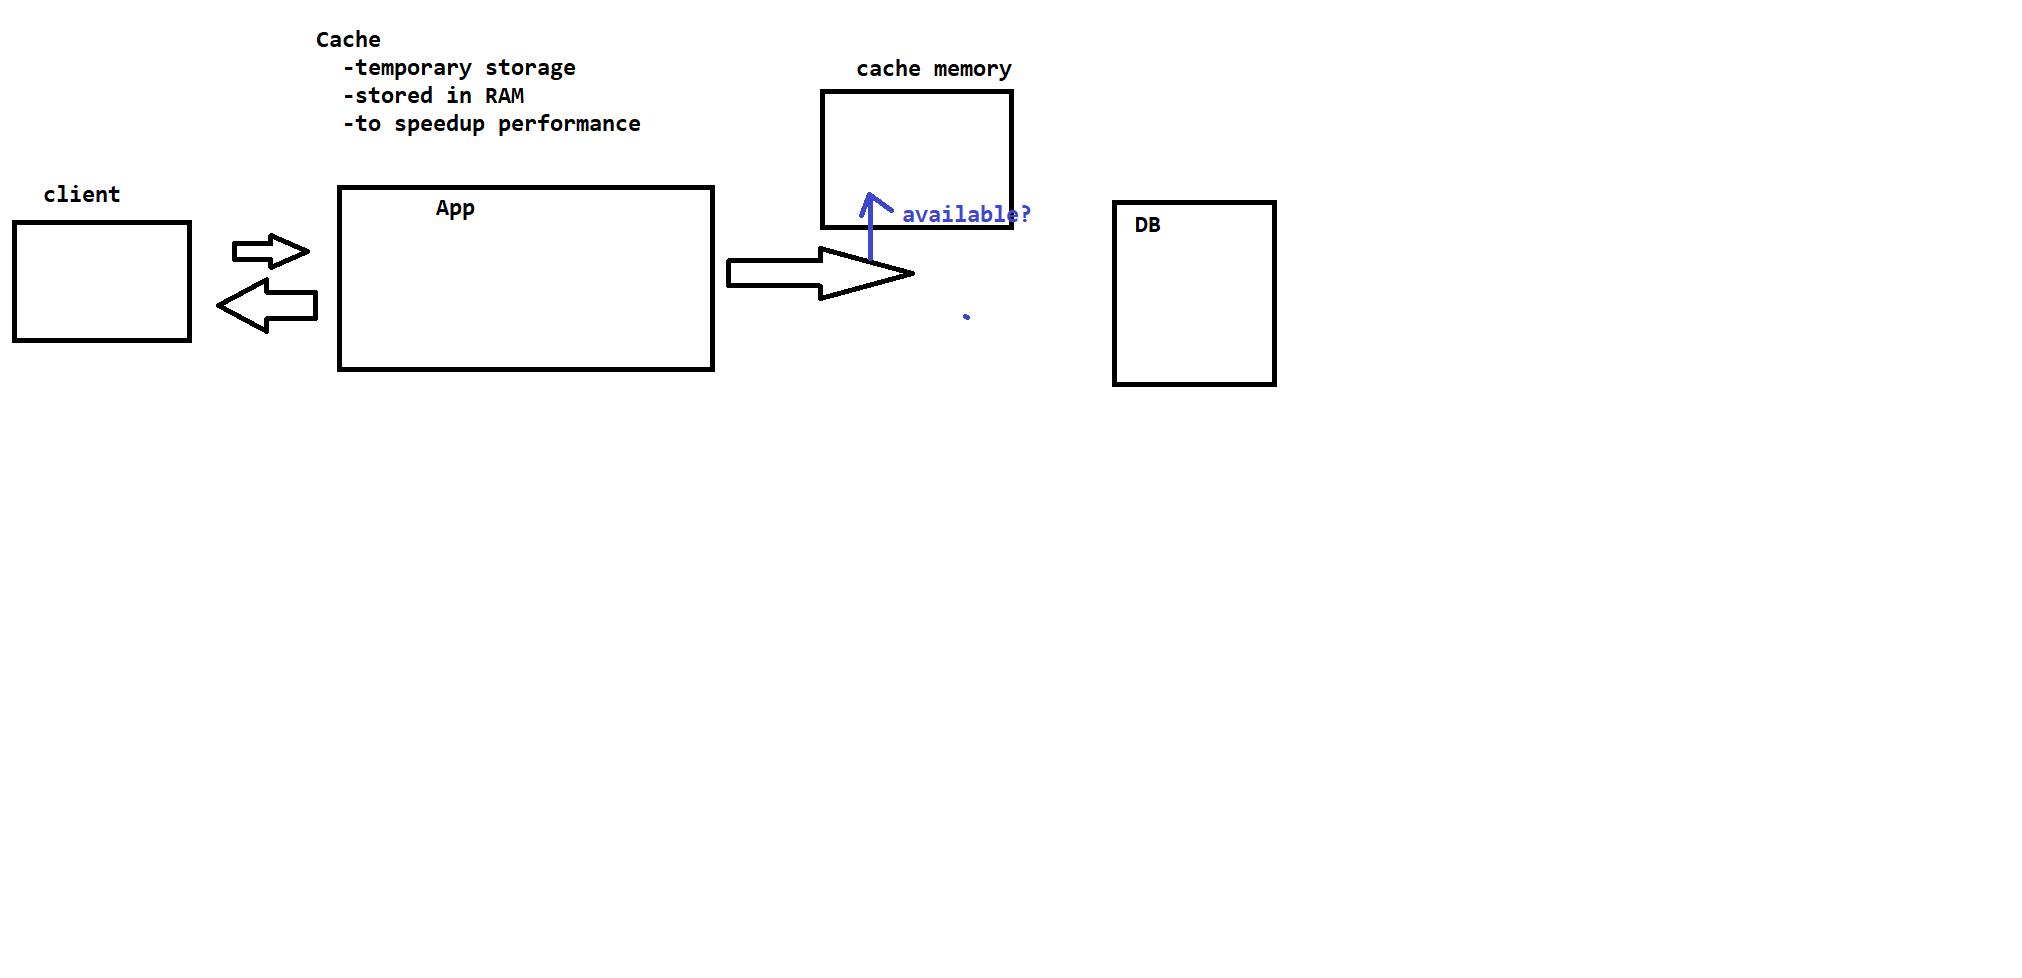 Cache
-temporary storage
-stored in RAM
-to speedup performance
cache memory
client
App
available?
DB